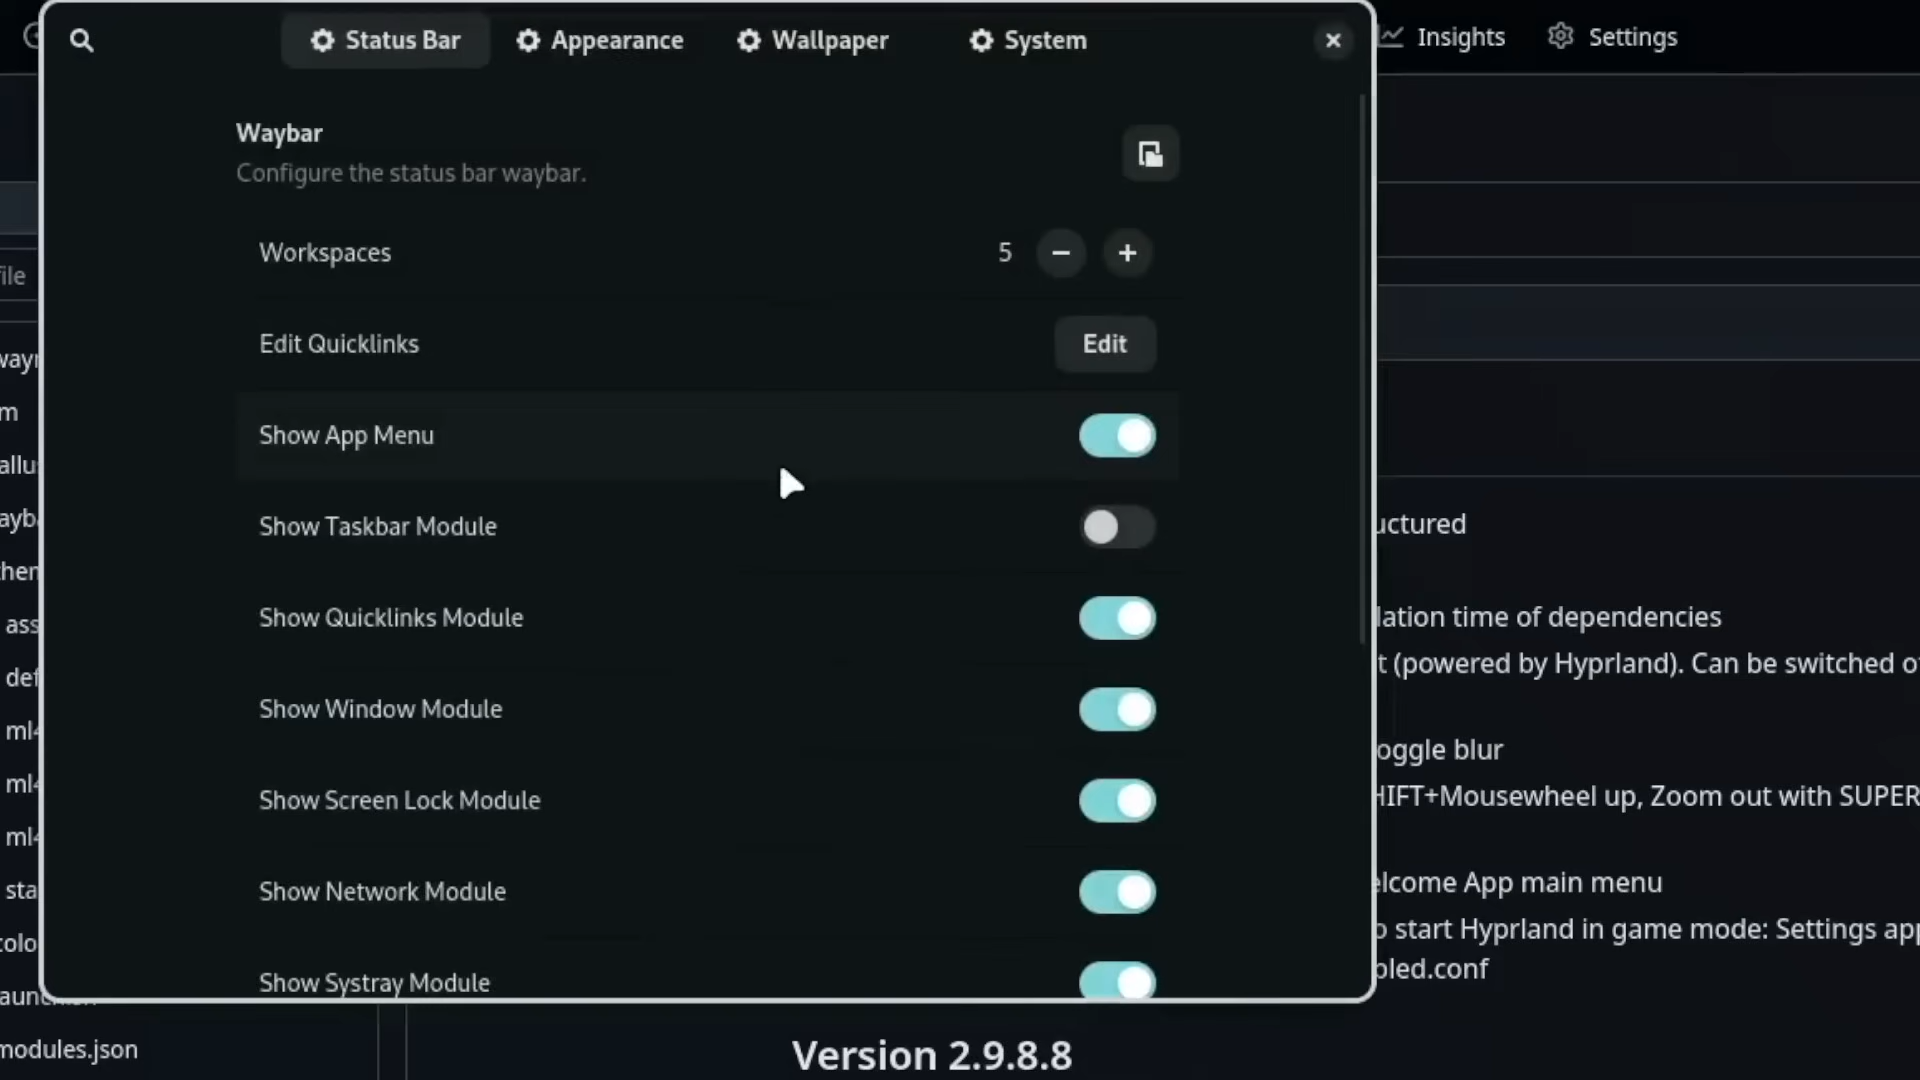 Status Bar
Appearance
Wallpaper
System
Insights
Settings
Waybar
Configure the status bar waybar.
Workspaces
5
Edit Quicklinks
Edit
Show App Menu
Show Taskbar Module
Show Quicklinks Module
Show Window Module
Show Screen Lock Module
Show Network Module
Show Systray Module
file
modules.json
uctured
lation time of dependencies
t (powered by Hyprland). Can be switched
oggle blur
HIFT+Mousewheel up, Zoom out with SUPER
elcome App main menu
o start Hyprland in game mode: Settings app
bled.conf
Version 2.9.8.8